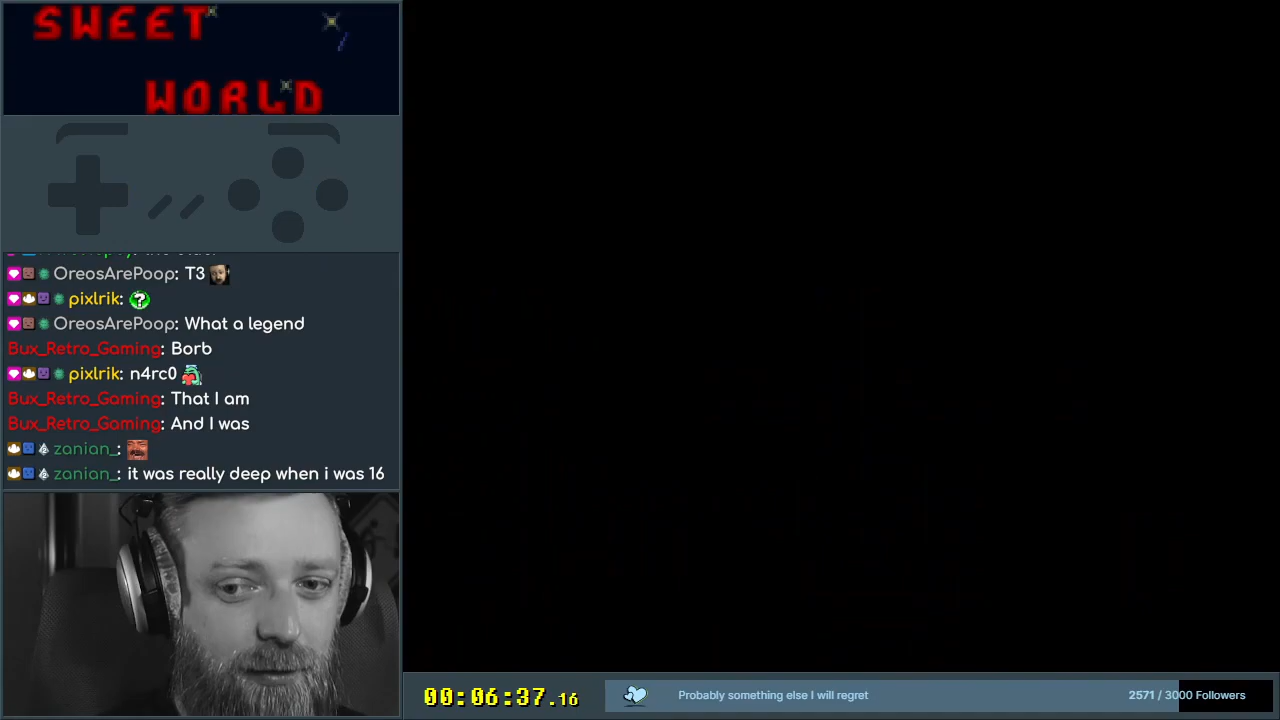 SWEET
WORLD
OreosArePoop: T3
pixlrik:
OreosArePoop: What a legend
Bux_Retro_Gaming: Borb
pixlrik: n4rc0
Bux_Retro_Gaming: That I am
Bux_Retro_Gaming: And I was
zanian_:
zanian_: it was really deep when i was 16
00:06:37.16
Probably something else I will regret
2571 / 3000 Followers